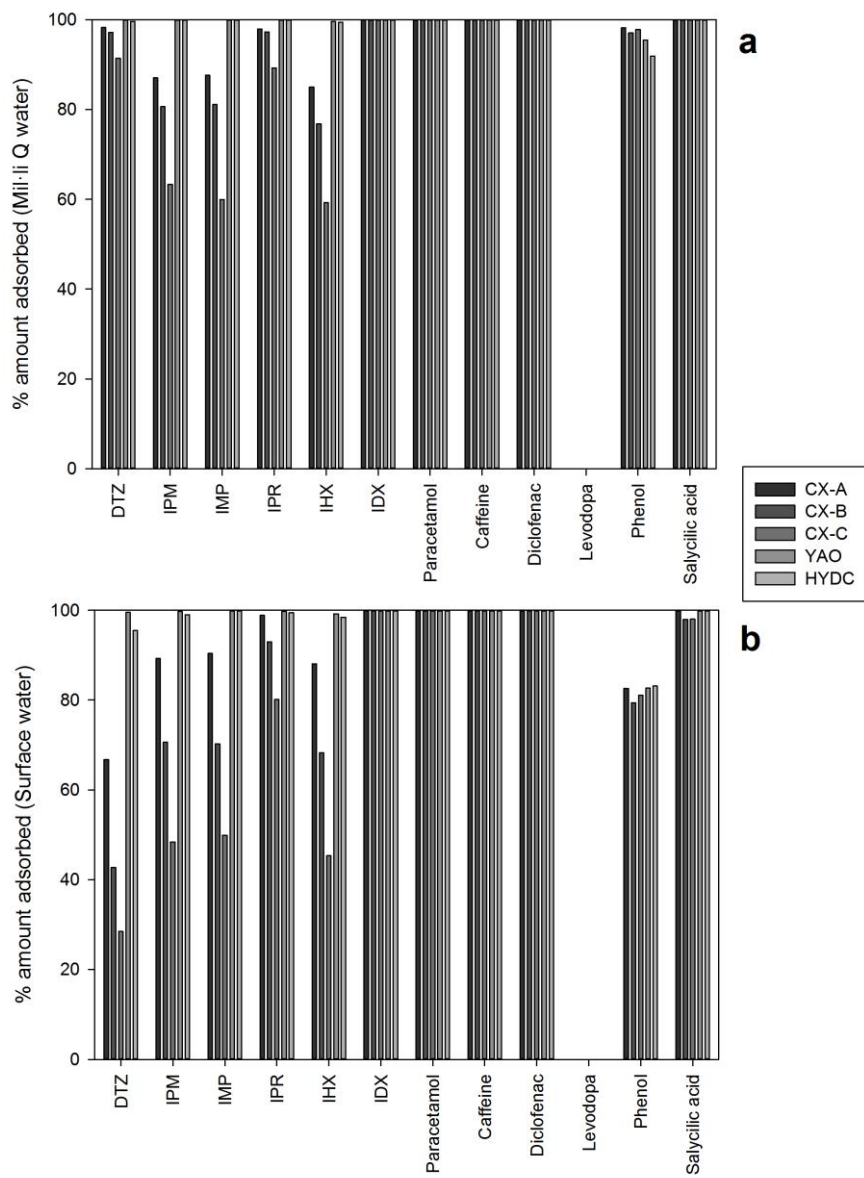 a
% amount adsorbed (Mil·li Q water)
100
80
60
40
20
0
DTZ
IPM
IMP
IPR
IHX
IDX
Paracetamol
Caffeine
Diclofenac
Levodopa
Phenol
Salycilic acid
CX-A
CX-B
CX-C
YAO
HYDC
b
% amount adsorbed (Surface water)
100
80
60
40
20
0
DTZ
IPM
IMP
IPR
IHX
IDX
Paracetamol
Caffeine
Diclofenac
Levodopa
Phenol
Salycilic acid